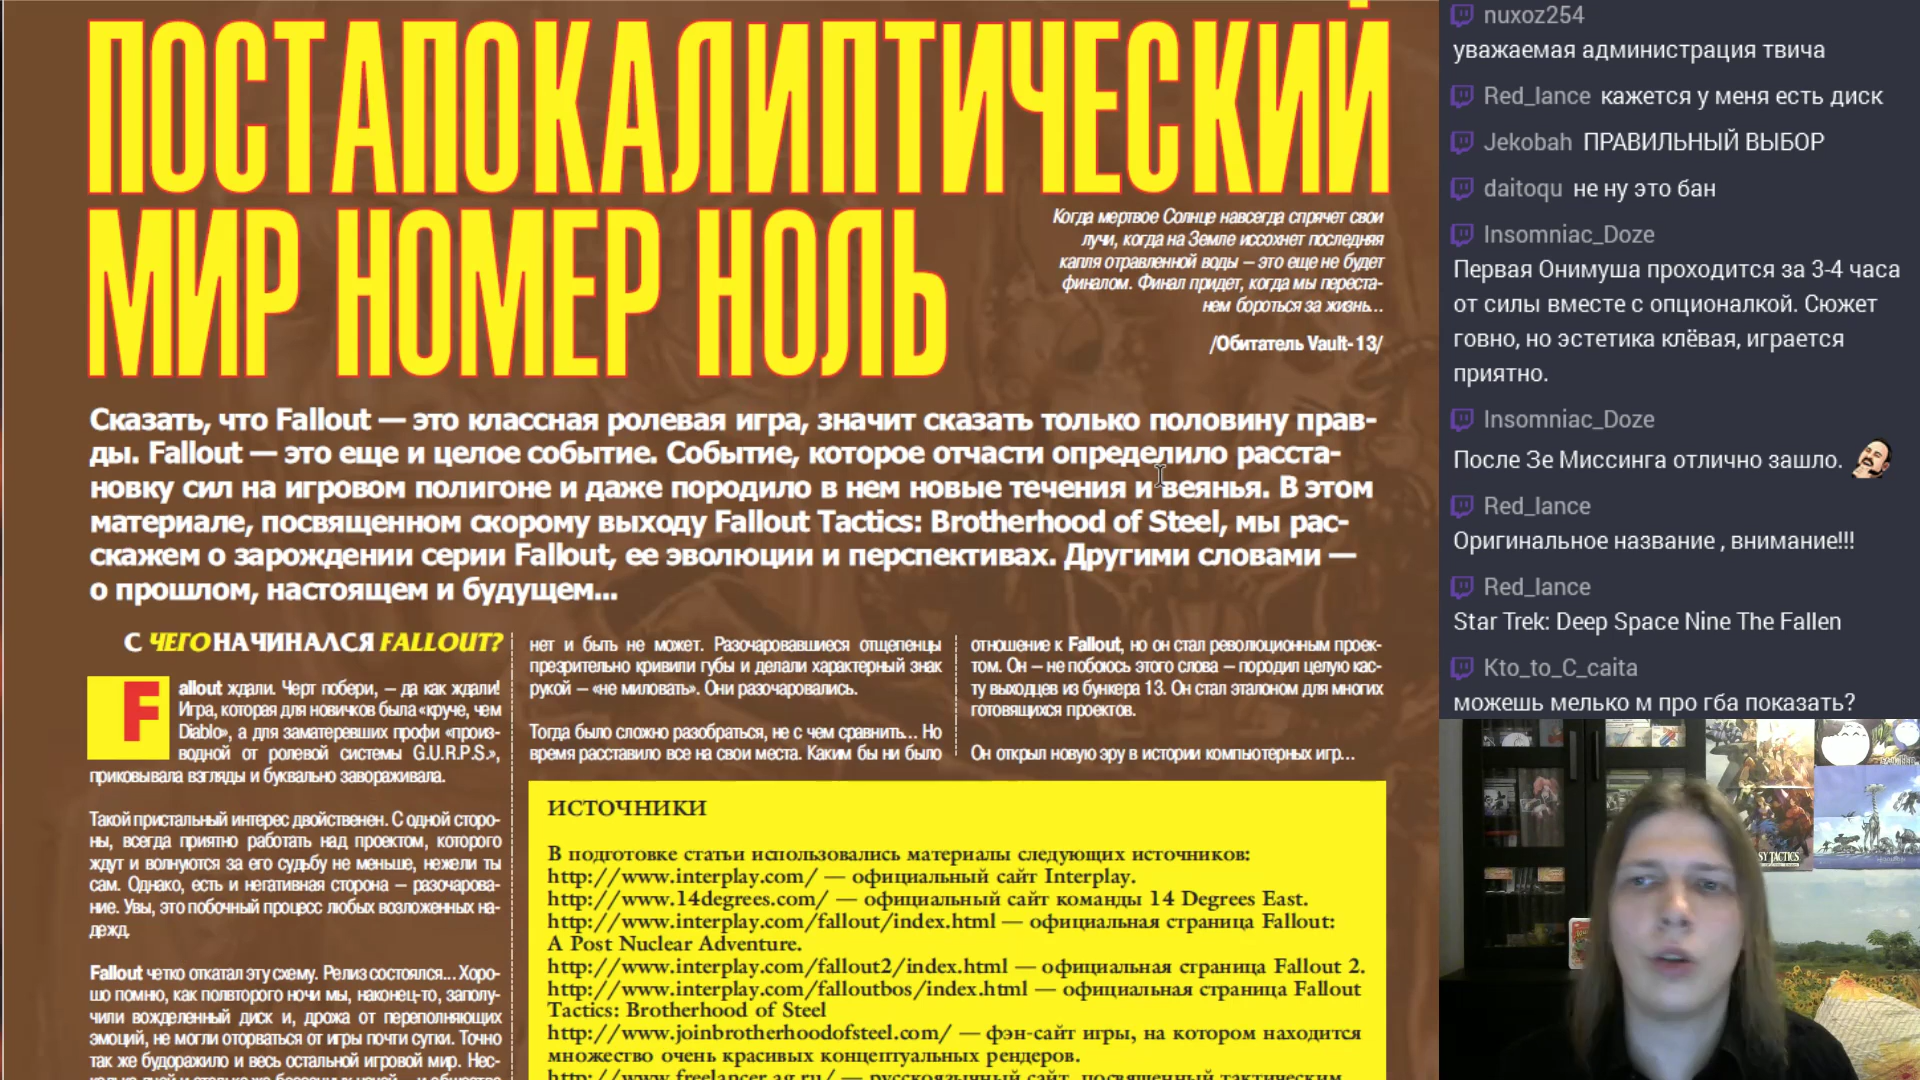 ПОСТАПОКАЛИПТИЧЕСКИЙ
МИР НОМЕР НОЛЬ
Когда мертвое Солнце навсегда спрячет свои
лучи, когда на Земле иссохнет последняя
капля отравленной воды – это еще не будет
финалом. Финал придет, когда мы переста-
нем бороться за жизнь...
/Обитатель Vault-13/
Сказать, что Fallout — это классная ролевая игра, значит сказать только половину прав-
ды. Fallout — это еще и целое событие. Событие, которое отчасти определило расста-
новку сил на игровом полигоне и даже породило в нем новые течения и веянья. В этом
материале, посвященном скорому выходу Fallout Tactics: Brotherhood of Steel, мы рас-
скажем о зарождении серии Fallout, ее эволюции и перспективах. Другими словами —
о прошлом, настоящем и будущем...
С ЧЕГО НАЧИНАЛСЯ FALLOUT?
Fallout ждали. Черт побери, – да как ждали!
Игра, которая для новичков была «круче, чем
Diablo», а для заматеревших профи «произ-
водной от ролевой системы G.U.R.P.S.»,
приковывала взгляды и буквально завораживала.
Такой пристальный интерес двойственен. С одной сторо-
ны, всегда приятно работать над проектом, которого
ждут и волнуются за его судьбу не меньше, нежели ты
сам. Однако, есть и негативная сторона – разочарова-
ние. Увы, это побочный процесс любых возложенных на-
дежд.
Fallout четко откатал эту схему. Релиз состоялся... Хоро-
шо помню, как полвторого ночи мы, наконец-то, заполу-
чили вожделенный диск и, дрожа от переполняющих
эмоций, не могли оторваться от игры почти сутки. Точно
так же будоражило и весь остальной игровой мир. Нес-
нет и быть не может. Разочаровавшиеся отщепенцы
презрительно кривили губы и делали характерный знак
рукой – «не миловать». Они разочаровались.
Тогда было сложно разобраться, не с чем сравнить... Но
время расставило все на свои места. Каким бы ни было
отношение к Fallout, но он стал революционным проек-
том. Он – не побоюсь этого слова – породил целую кас-
ту выходцев из бункера 13. Он стал эталоном для многих
готовящихся проектов.
Он открыл новую эру в истории компьютерных игр...
ИСТОЧНИКИ
В подготовке статьи использовались материалы следующих источников:
http://www.interplay.com/ — официальный сайт Interplay.
http://www.14degrees.com/ — официальный сайт команды 14 Degrees East.
http://www.interplay.com/fallout/index.html — официальная страница Fallout:
A Post Nuclear Adventure.
http://www.interplay.com/fallout2/index.html — официальная страница Fallout 2.
http://www.interplay.com/falloutbos/index.html — официальная страница Fallout
Tactics: Brotherhood of Steel
http://www.joinbrotherhoodofsteel.com/ — фэн-сайт игры, на котором находится
множество очень красивых концептуальных рендеров.
http://www.freelancer.ag.ru/ — русскоязычный сайт, посвященный тактическим
nuxoz254
уважаемая администрация твича
Red_lance кажется у меня есть диск
Jekobah ПРАВИЛЬНЫЙ ВЫБОР
daitoqu не ну это бан
Insomniac_Doze
Первая Онимуша проходится за 3-4 часа
от силы вместе с опционалкой. Сюжет
говно, но эстетика клёвая, играется
приятно.
Insomniac_Doze
После Зе Миссинга отлично зашло.
Red_lance
Оригинальное название , внимание!!!
Red_lance
Star Trek: Deep Space Nine The Fallen
Kto_to_C_caita
можешь мелько м про гба показать?
SY TACTICS